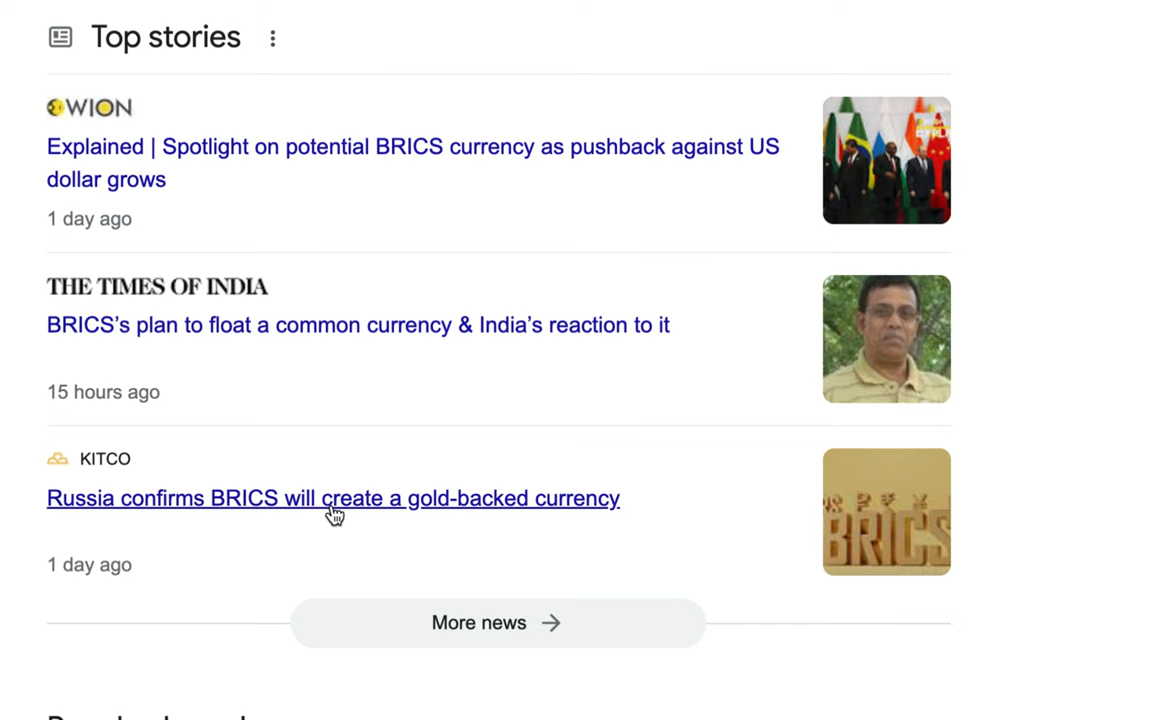 Top stories
WION
Explained | Spotlight on potential BRICS currency as pushback against US
dollar grows
1 day ago
THE TIMES OF INDIA
BRICS’s plan to float a common currency & India’s reaction to it
15 hours ago
KITCO
Russia confirms BRICS will create a gold-backed currency
BRICS
1 day ago
More news →